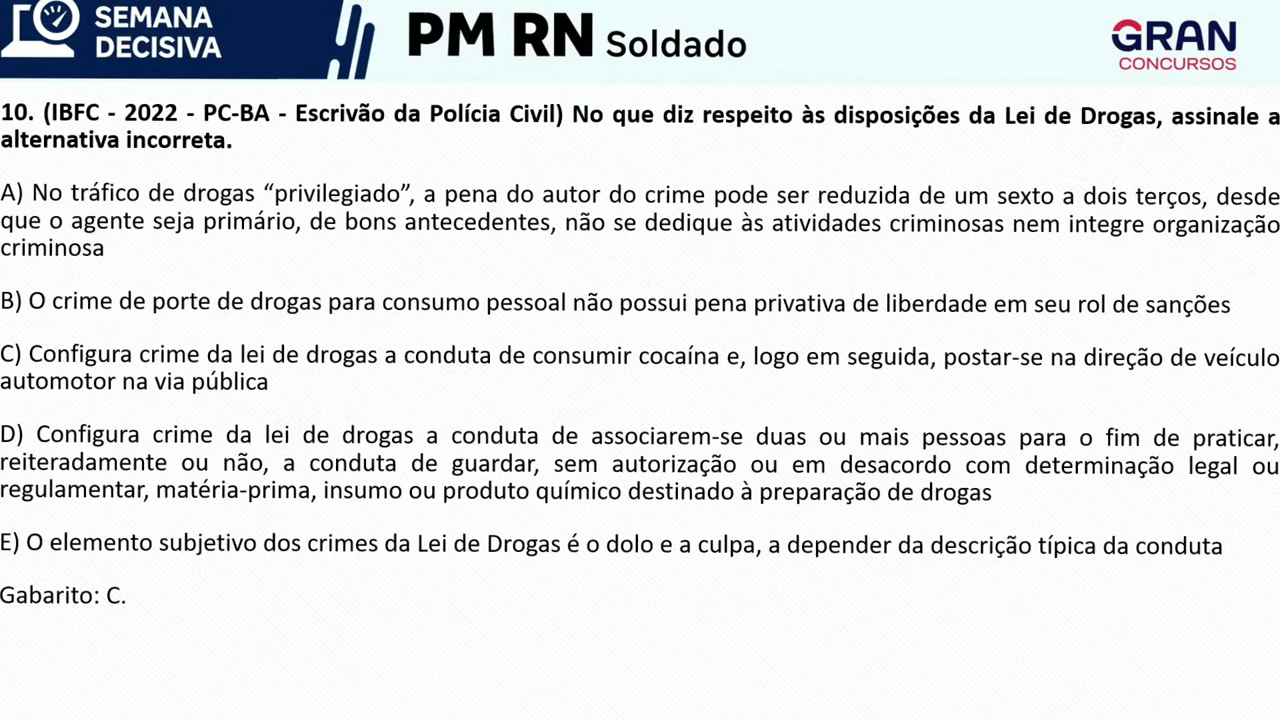 SEMANA
DECISIVA
PM RN Soldado
GRAN
CONCURSOS
10. (IBFC - 2022 - PC-BA - Escrivão da Polícia Civil) No que diz respeito às disposições da Lei de Drogas, assinale a
alternativa incorreta.
A) No tráfico de drogas “privilegiado”, a pena do autor do crime pode ser reduzida de um sexto a dois terços, desde
que o agente seja primário, de bons antecedentes, não se dedique às atividades criminosas nem integre organização
criminosa
B) O crime de porte de drogas para consumo pessoal não possui pena privativa de liberdade em seu rol de sanções
C) Configura crime da lei de drogas a conduta de consumir cocaína e, logo em seguida, postar-se na direção de veículo
automotor na via pública
D) Configura crime da lei de drogas a conduta de associarem-se duas ou mais pessoas para o fim de praticar,
reiteradamente ou não, a conduta de guardar, sem autorização ou em desacordo com determinação legal ou
regulamentar, matéria-prima, insumo ou produto químico destinado à preparação de drogas
E) O elemento subjetivo dos crimes da Lei de Drogas é o dolo e a culpa, a depender da descrição típica da conduta
Gabarito: C.